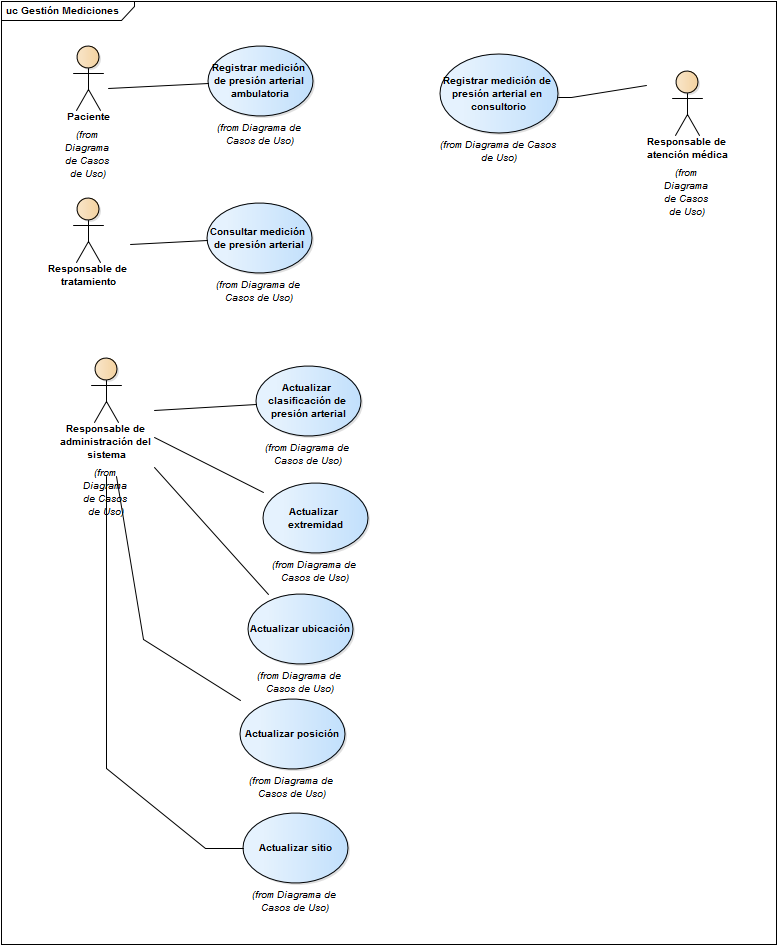 uc Gestión Mediciones
Paciente
(from
Diagrama
de Casos
de Uso)
Registrar medición
de presión arterial
ambulatoria
(from Diagrama de
Casos de Uso)
Registrar medición de
presión arterial en
consultorio
(from Diagrama de Casos
de Uso)
Responsable de
atención médica
(from
Diagrama
de Casos
de Uso)
Responsable de
tratamiento
Consultar medición
de presión arterial
(from Diagrama de
Casos de Uso)
Responsable de
administración del
sistema
(from
Diagrama
de Casos
de Uso)
Actualizar
clasificación de
presión arterial
(from Diagrama de
Casos de Uso)
Actualizar
extremidad
(from Diagrama de
Casos de Uso)
Actualizar ubicación
(from Diagrama de
Casos de Uso)
Actualizar posición
(from Diagrama de
Casos de Uso)
Actualizar sitio
(from Diagrama de
Casos de Uso)